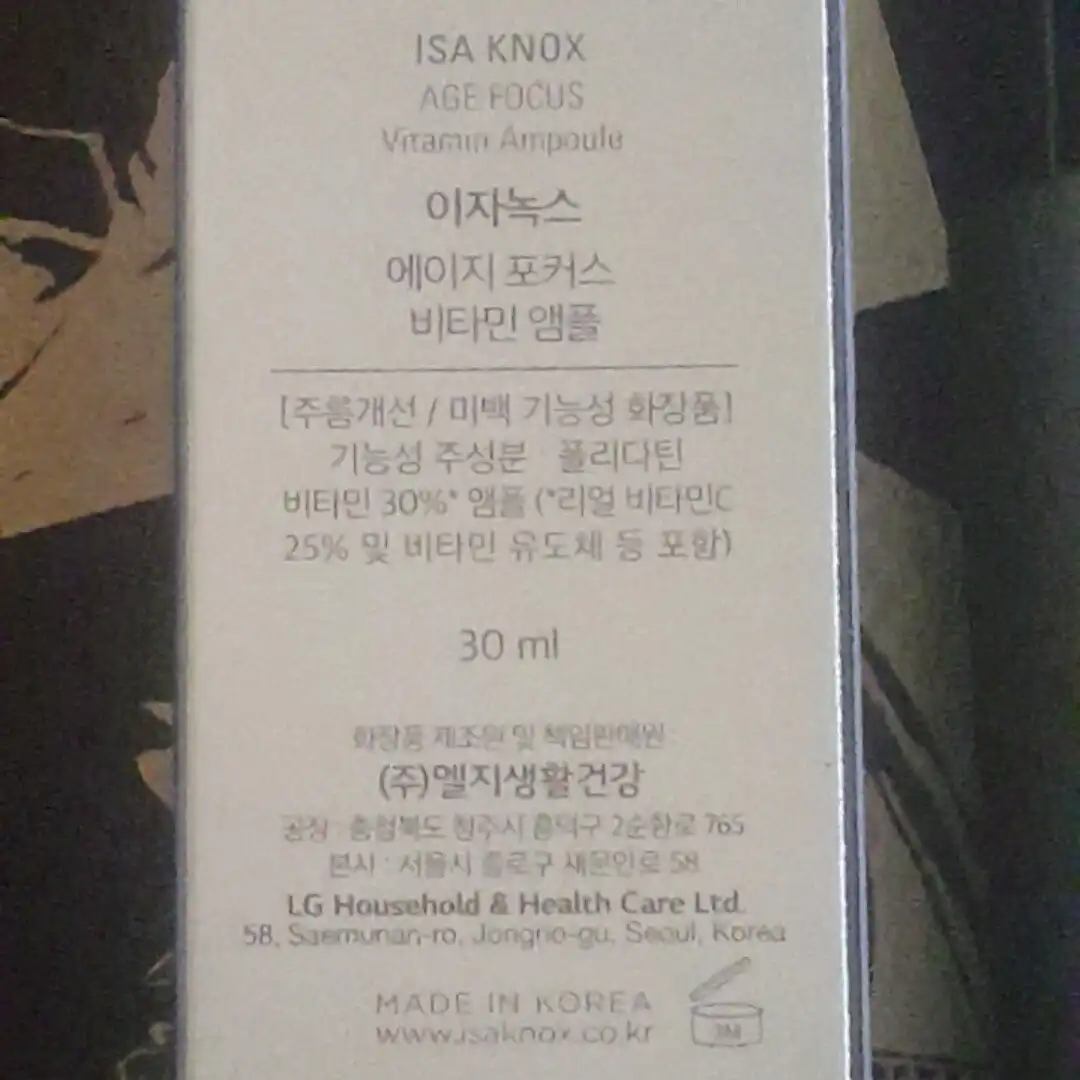 ISA KNOX
AGE FOCUS
Vitamin Ampoule
이자녹스
에이지 포커스
비타민 앰플
[주름개선 / 미백 기능성 화장품]
기능성 주성분 폴리다틴
비타민 30%* 앰플 (*리얼 비타민C
25% 및 비타민 유도체 등 포함)
30 ml
화장품 제조원 및 책임판매원
(주)엘지생활건강
공장 : 충청북도 청주시 흥덕구 2순환로 765
본사 : 서울시 종로구 새문안로 58
LG Household & Health Care Ltd.
58, Saemunan-ro, Jongno-gu, Seoul, Korea
MADE IN KOREA
www.isaknox.co.kr